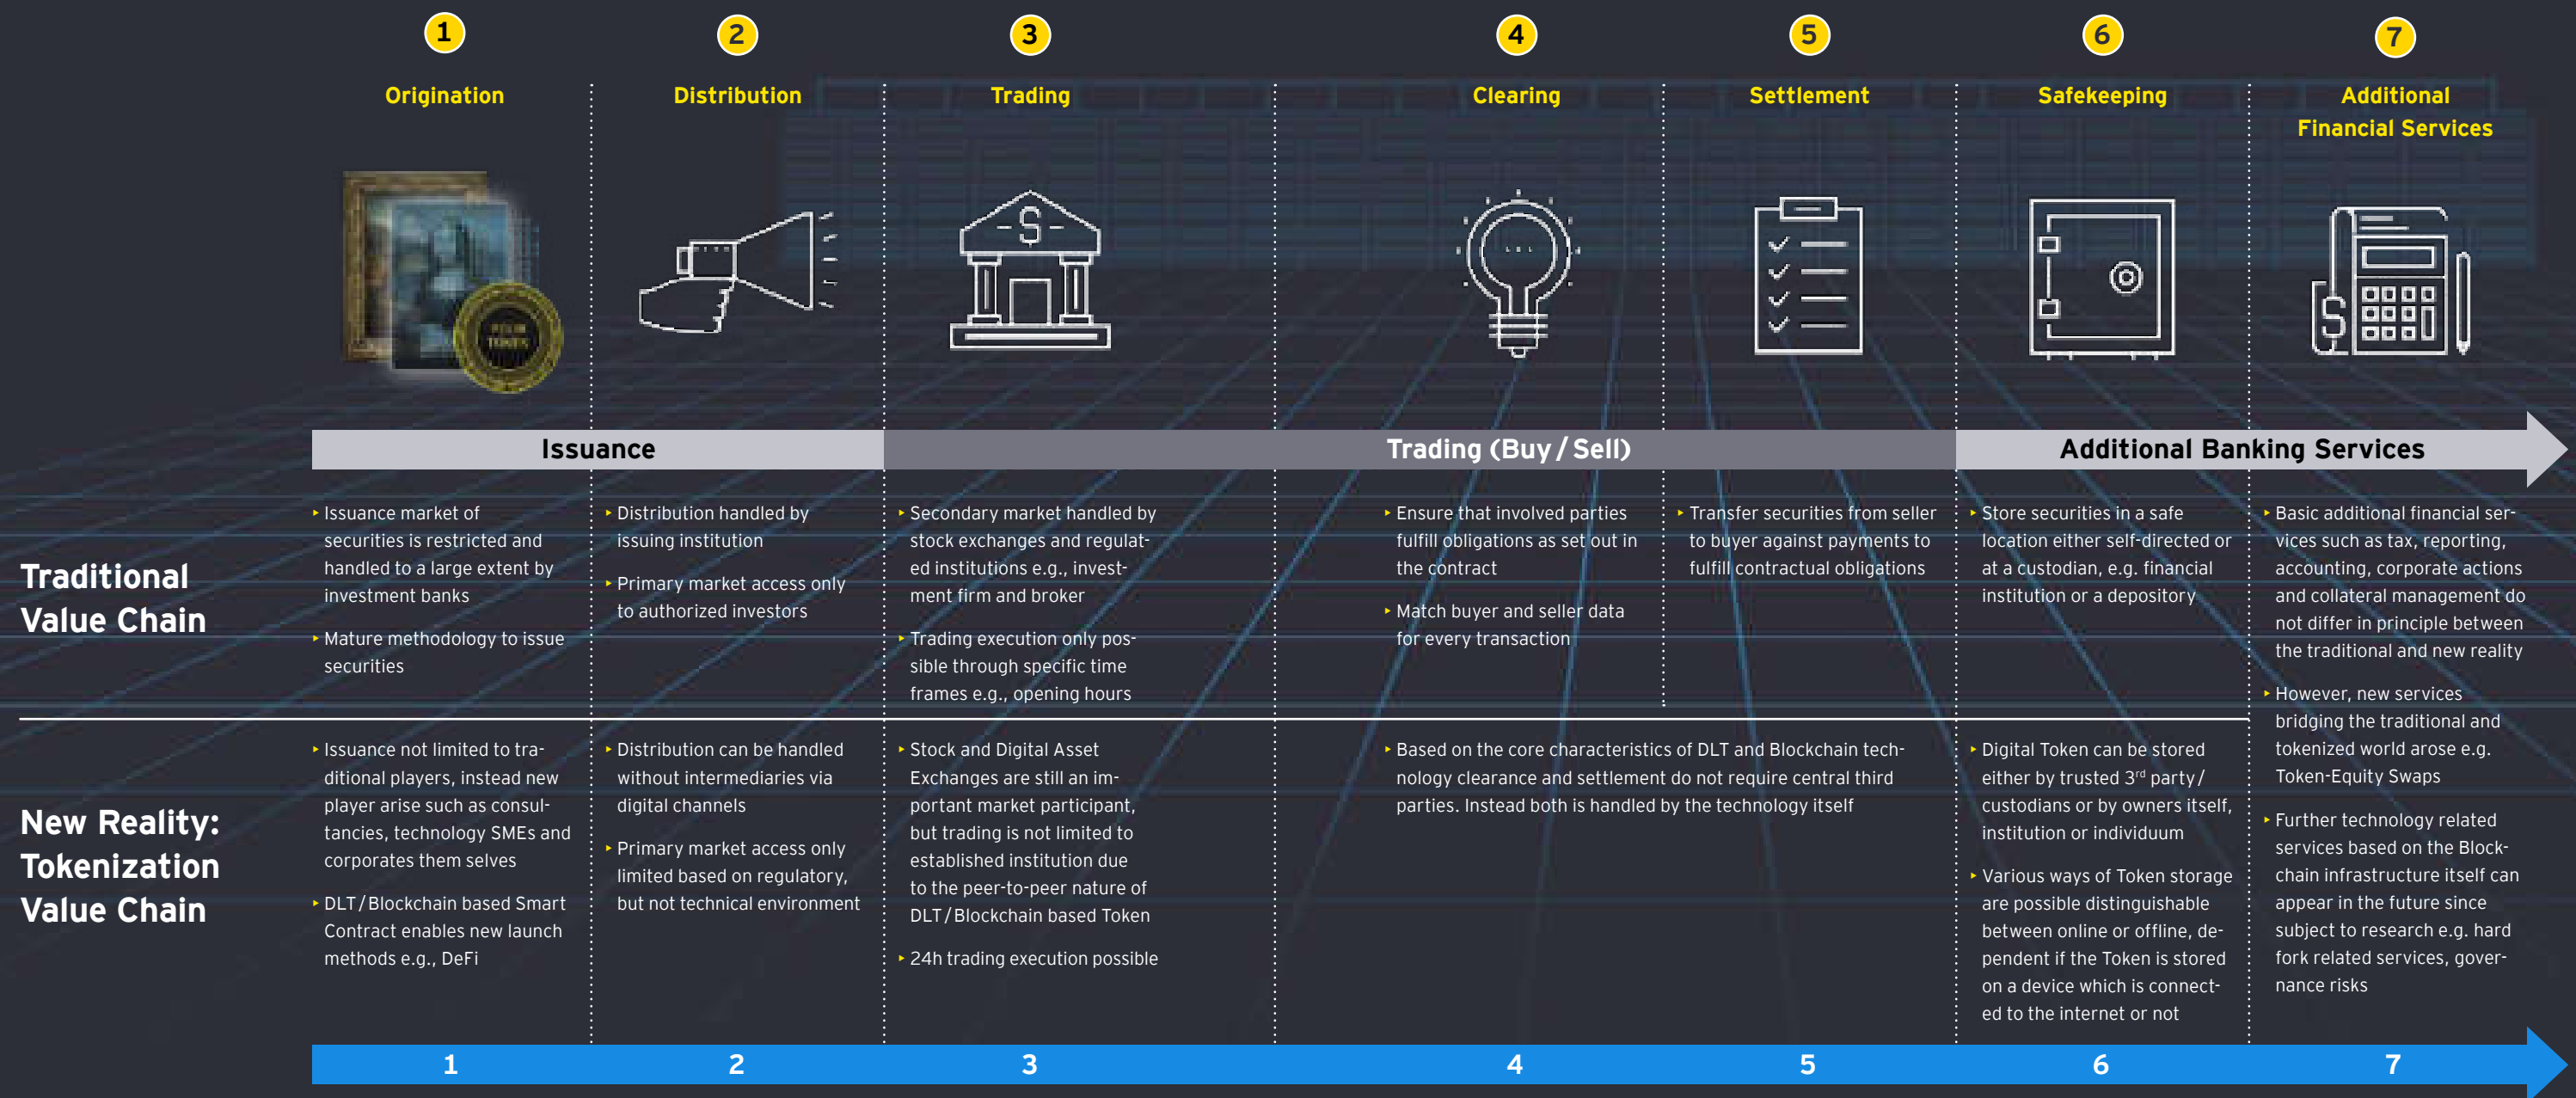 1
2
3
4
5
6
7
Origination
Distribution
Trading
Clearing
Settlement
Safekeeping
Additional
Financial Services
Issuance
Trading (Buy / Sell)
Additional Banking Services
Traditional
Value Chain
‣ Issuance market of
securities is restricted and
handled to a large extent by
investment banks
‣ Mature methodology to issue
securities
‣ Distribution handled by
issuing institution
‣ Primary market access only
to authorized investors
‣ Secondary market handled by
stock exchanges and regulat-
ed institutions e.g., invest-
ment firm and broker
‣ Trading execution only pos-
sible through specific time
frames e.g., opening hours
‣ Ensure that involved parties
fulfill obligations as set out in
the contract
‣ Match buyer and seller data
for every transaction
‣ Transfer securities from seller
to buyer against payments to
fulfill contractual obligations
‣ Store securities in a safe
location either self-directed or
at a custodian, e.g. financial
institution or a depository
‣ Basic additional financial ser-
vices such as tax, reporting,
accounting, corporate actions
and collateral management do
not differ in principle between
the traditional and new reality
‣ However, new services
bridging the traditional and
tokenized world arose e.g.
Token-Equity Swaps
‣ Further technology related
services based on the Block-
chain infrastructure itself can
appear in the future since
subject to research e.g. hard
fork related services, gover-
nance risks
New Reality:
Tokenization
Value Chain
‣ Issuance not limited to tra-
ditional players, instead new
player arise such as consul-
tancies, technology SMEs and
corporates them selves
‣ DLT / Blockchain based Smart
Contract enables new launch
methods e.g., DeFi
‣ Distribution can be handled
without intermediaries via
digital channels
‣ Primary market access only
limited based on regulatory,
but not technical environment
‣ Stock and Digital Asset
Exchanges are still an im-
portant market participant,
but trading is not limited to
established institution due
to the peer-to-peer nature of
DLT / Blockchain based Token
‣ 24h trading execution possible
‣ Based on the core characteristics of DLT and Blockchain tech-
nology clearance and settlement do not require central third
parties. Instead both is handled by the technology itself
‣ Digital Token can be stored
either by trusted 3rd party /
custodians or by owners itself,
institution or individuum
‣ Various ways of Token storage
are possible distinguishable
between online or offline, de-
pendent if the Token is stored
on a device which is connect-
ed to the internet or not
1
2
3
4
5
6
7